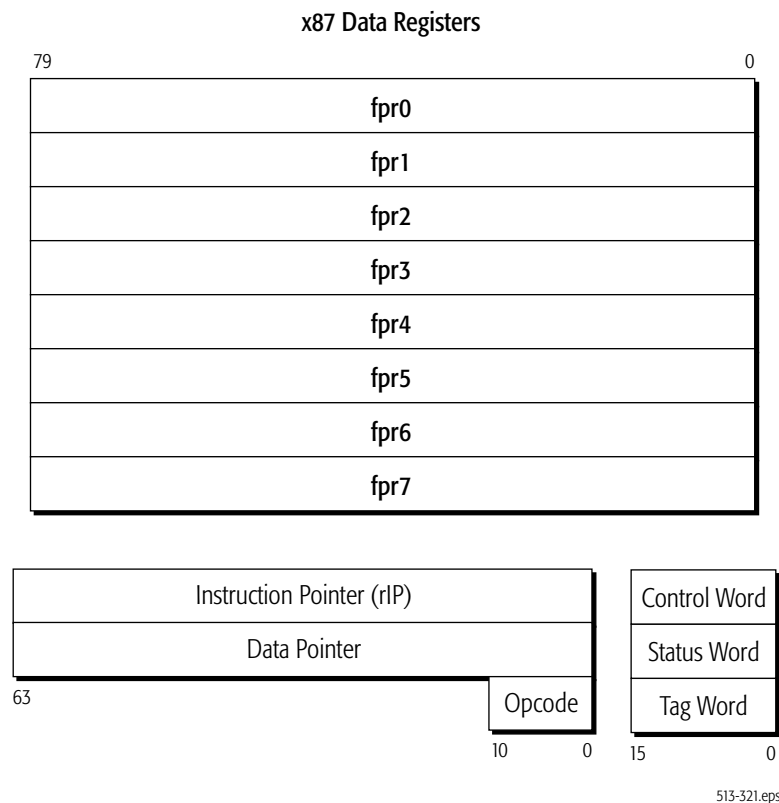 x87 Data Registers
79 0
fpr0
fpr1
fpr2
fpr3
fpr4
fpr5
fpr6
fpr7
Instruction Pointer (rIP) Control Word
Data Pointer Status Word
63 Opcode Tag Word
10 0 15 0
513-321.eps